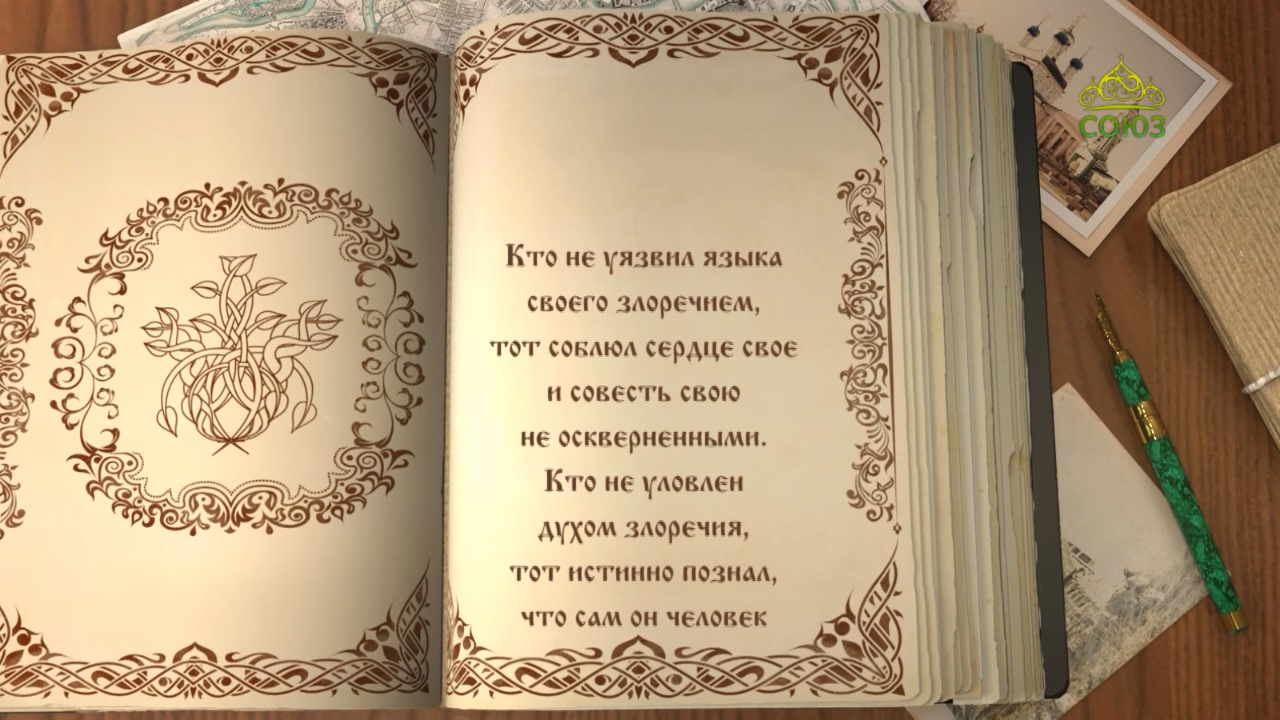 СОЮЗ
Кто не уязвил языка
своего злоречием,
тот соблюл сердце свое
и совесть свою
не оскверненными.
Кто не уловлен
духом злоречия,
тот истинно познал,
что сам он человек